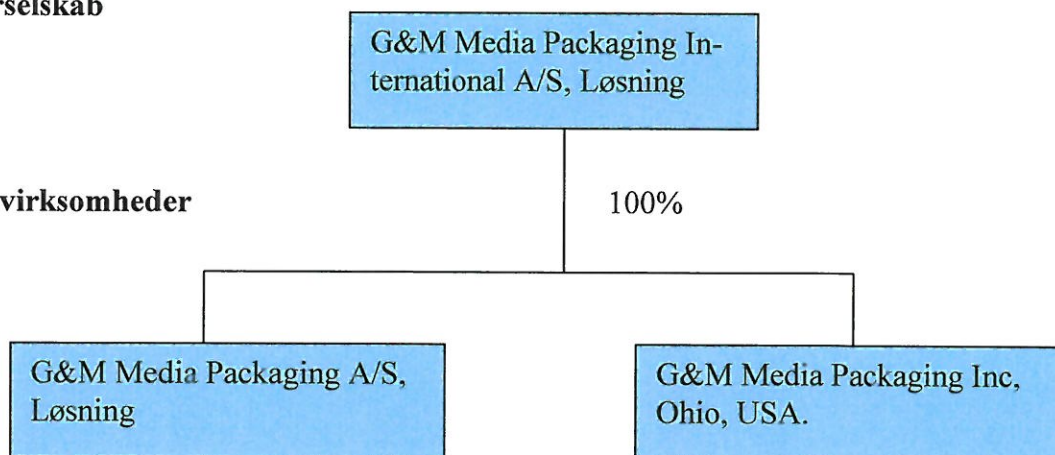 rselskab
G&M Media Packaging In-
ternational A/S, Løsning
virksomheder
100%
G&M Media Packaging A/S,
Løsning
G&M Media Packaging Inc,
Ohio, USA.